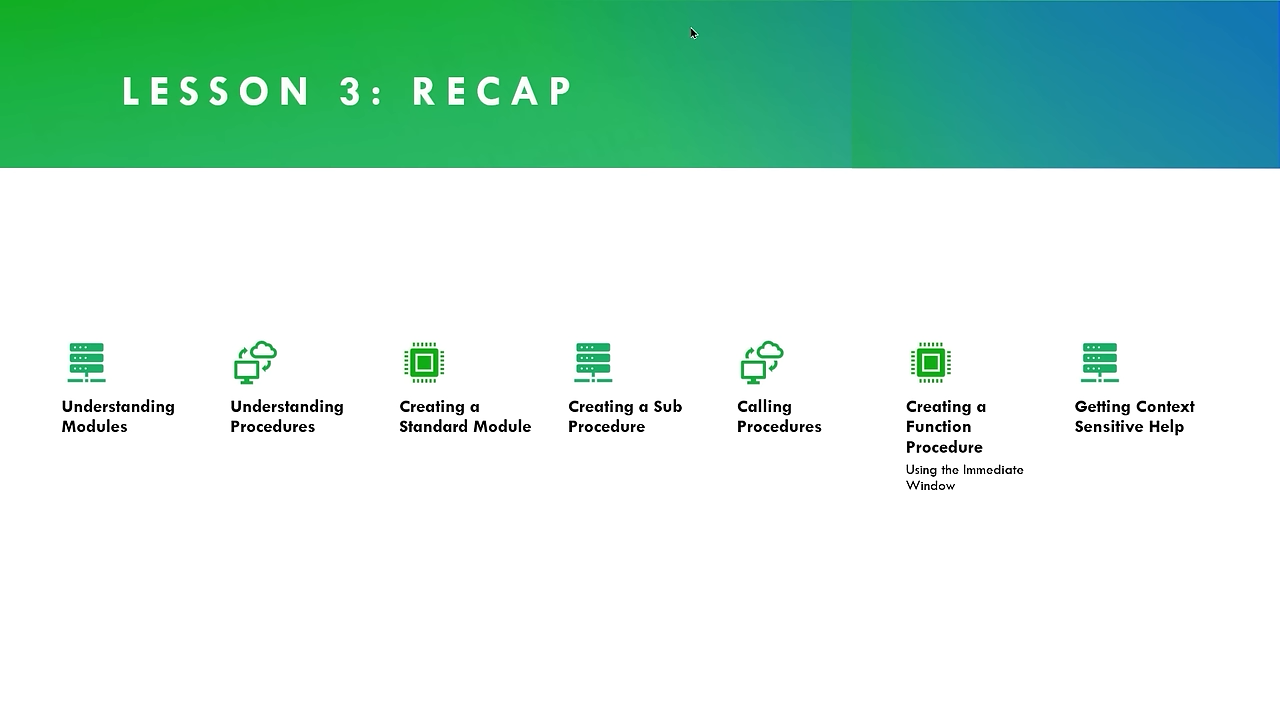 LESSON 3: RECAP
Understanding
Modules
Understanding
Procedures
Creating a
Standard Module
Creating a Sub
Procedure
Calling
Procedures
Creating a
Function
Procedure
Using the Immediate
Window
Getting Context
Sensitive Help